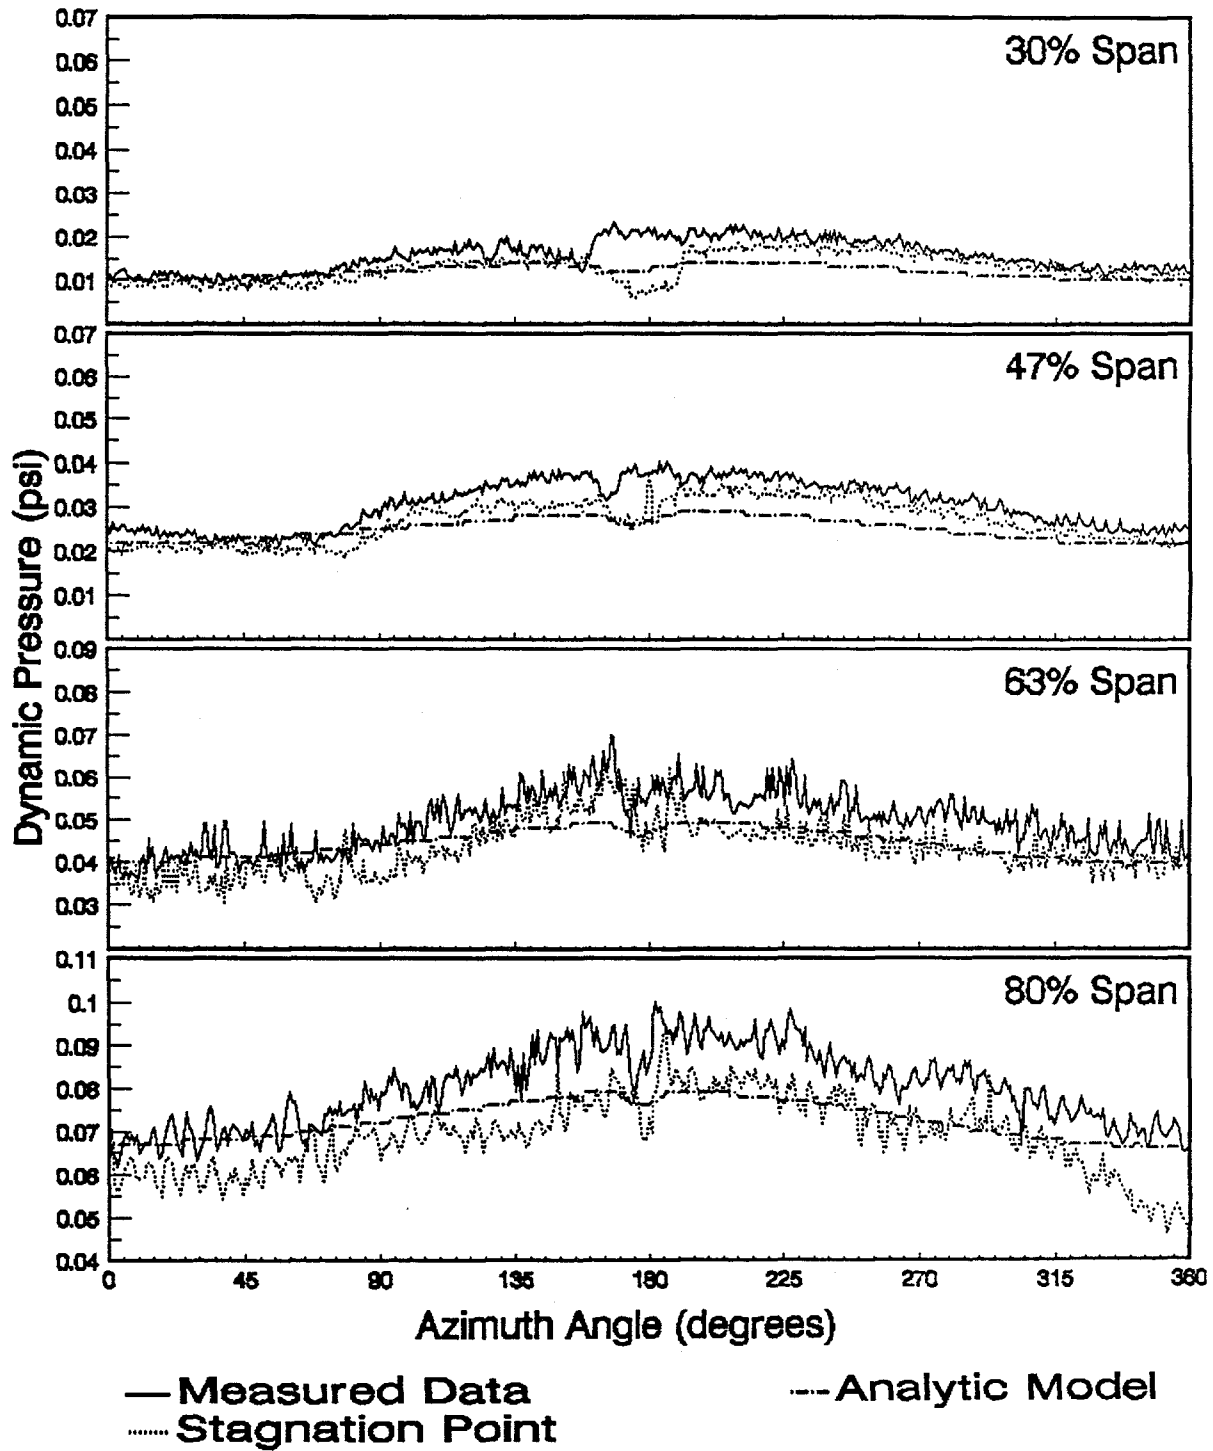 0.07
30% Span
0.06
0.05
0.04
0.03
0.02
0.01
0.07
47% Span
0.06
0.05
0.04
0.03
0.02
0.01
0.09
63% Span
0.08
0.07
0.06
0.05
0.04
0.03
0.11
80% Span
0.1
0.09
0.08
0.07
0.06
0.05
0.04
Dynamic Pressure (psi)
0 45 90 135 180 225 270 315 360
Azimuth Angle (degrees)
Measured Data
Analytic Model
Stagnation Point